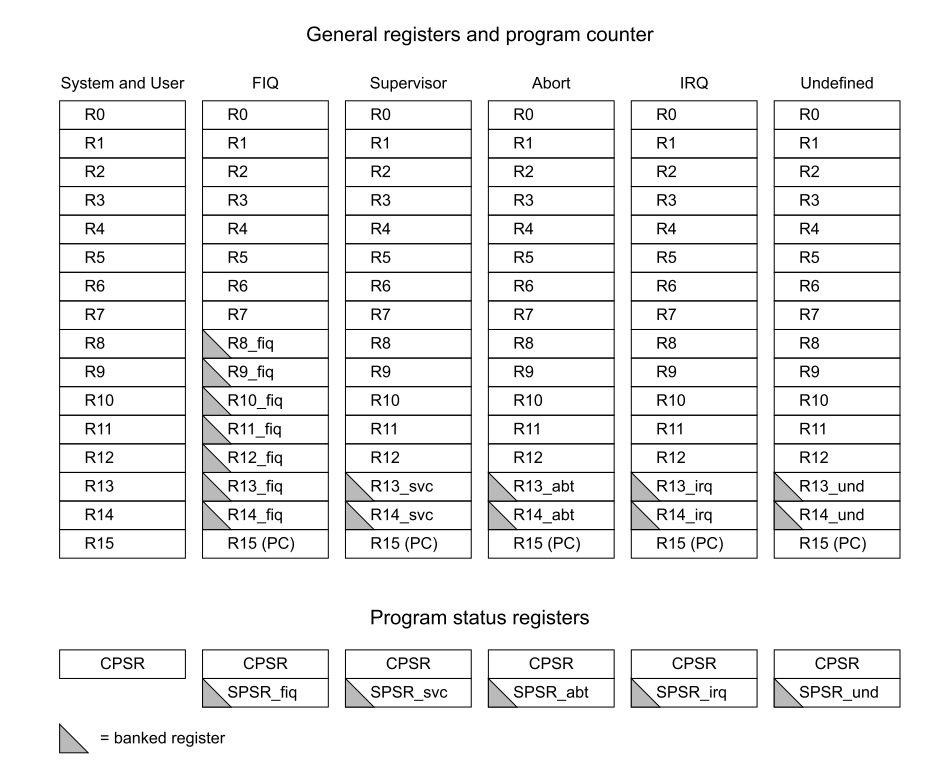 General registers and program counter
System and User FIQ Supervisor Abort IRQ Undefined
R0 R0 R0 R0 R0 R0
R1 R1 R1 R1 R1 R1
R2 R2 R2 R2 R2 R2
R3 R3 R3 R3 R3 R3
R4 R4 R4 R4 R4 R4
R5 R5 R5 R5 R5 R5
R6 R6 R6 R6 R6 R6
R7 R7 R7 R7 R7 R7
R8 R8_fiq R8 R8 R8 R8
R9 R9_fiq R9 R9 R9 R9
R10 R10_fiq R10 R10 R10 R10
R11 R11_fiq R11 R11 R11 R11
R12 R12_fiq R12 R12 R12 R12
R13 R13_fiq R13_svc R13_abt R13_irq R13_und
R14 R14_fiq R14_svc R14_abt R14_irq R14_und
R15 R15 (PC) R15 (PC) R15 (PC) R15 (PC) R15 (PC)
Program status registers
CPSR CPSR CPSR CPSR CPSR CPSR
SPSR_fiq SPSR_svc SPSR_abt SPSR_irq SPSR_und
= banked register